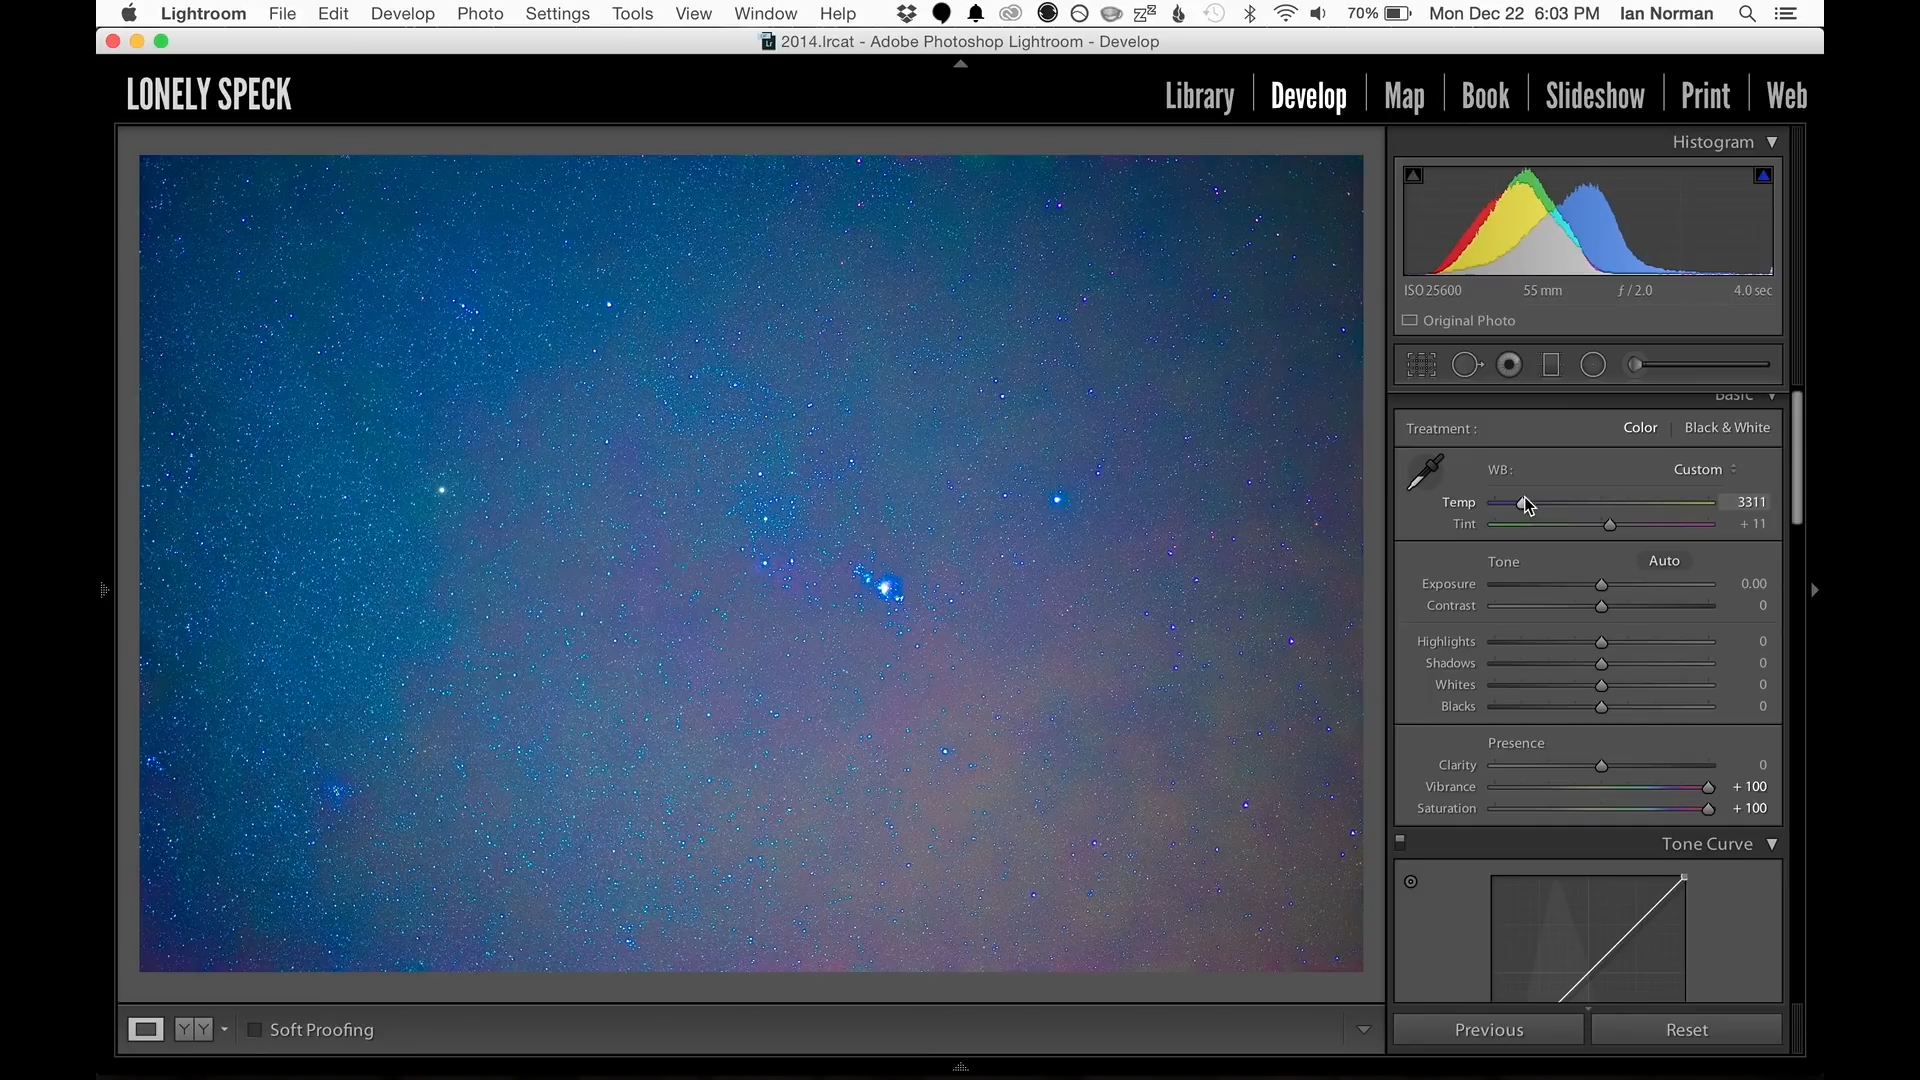 Lightroom File Edit Develop Photo Settings Tools View Window Help 70% Mon Dec 22 6:03 PM Ian Norman
2014.lrcat - Adobe Photoshop Lightroom - Develop
LONELY SPECK
Library Develop Map Book Slideshow Print Web
Histogram
ISO 25600 55 mm ƒ / 2.0 4.0 sec
Original Photo
Basic
Treatment : Color Black & White
WB : Custom
Temp 3311
Tint + 11
Tone Auto
Exposure 0.00
Contrast 0
Highlights 0
Shadows 0
Whites 0
Blacks 0
Presence
Clarity 0
Vibrance + 100
Saturation + 100
Tone Curve
Y Y Soft Proofing
Previous Reset